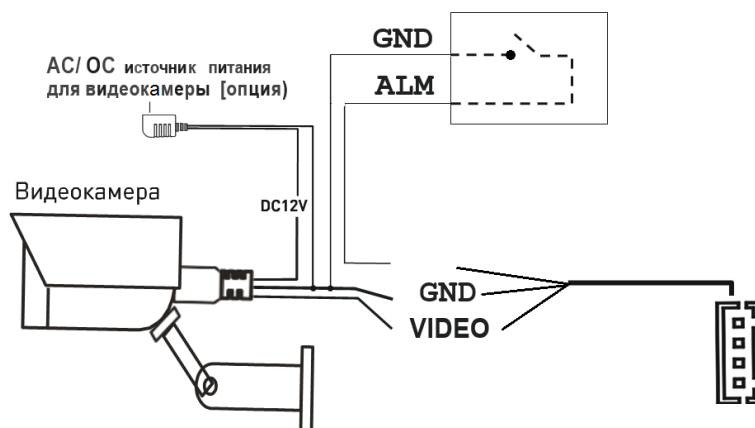 GND
ALM
AC/ OC источник питания
для видеокамеры [опция)
Видеокамера
DC12V
GND
VIDEO